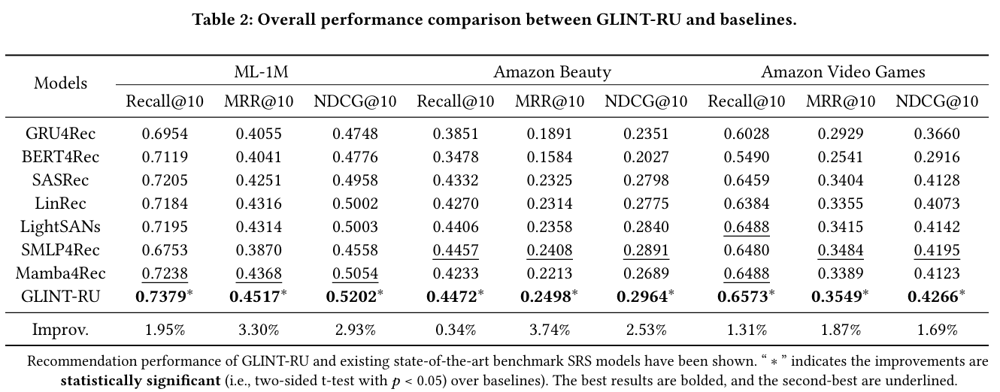 Table 2: Overall performance comparison between GLINT-RU and baselines.
Models ML-1M Amazon Beauty Amazon Video Games
Recall@10 MRR@10 NDCG@10 Recall@10 MRR@10 NDCG@10 Recall@10 MRR@10 NDCG@10
GRU4Rec 0.6954 0.4055 0.4748 0.3851 0.1891 0.2351 0.6028 0.2929 0.3660
BERT4Rec 0.7119 0.4041 0.4776 0.3478 0.1584 0.2027 0.5490 0.2541 0.2916
SASRec 0.7205 0.4251 0.4958 0.4332 0.2325 0.2798 0.6459 0.3404 0.4128
LinRec 0.7184 0.4316 0.5002 0.4270 0.2314 0.2775 0.6384 0.3355 0.4073
LightSANs 0.7195 0.4314 0.5003 0.4406 0.2358 0.2840 0.6488 0.3415 0.4142
SMLP4Rec 0.6753 0.3870 0.4558 0.4457 0.2408 0.2891 0.6480 0.3484 0.4195
Mamba4Rec 0.7238 0.4368 0.5054 0.4233 0.2213 0.2689 0.6488 0.3389 0.4123
GLINT-RU 0.7379* 0.4517* 0.5202* 0.4472* 0.2498* 0.2964* 0.6573* 0.3549* 0.4266*
Improv. 1.95% 3.30% 2.93% 0.34% 3.74% 2.53% 1.31% 1.87% 1.69%
Recommendation performance of GLINT-RU and existing state-of-the-art benchmark SRS models have been shown. “ * ” indicates the improvements are
statistically significant (i.e., two-sided t-test with p < 0.05) over baselines). The best results are bolded, and the second-best are underlined.